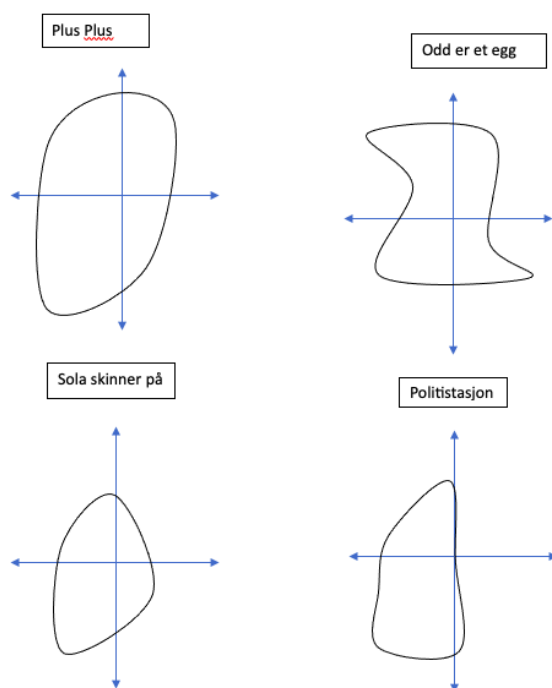 Plus Plus
Odd er et egg
Sola skinner på
Politistasjon